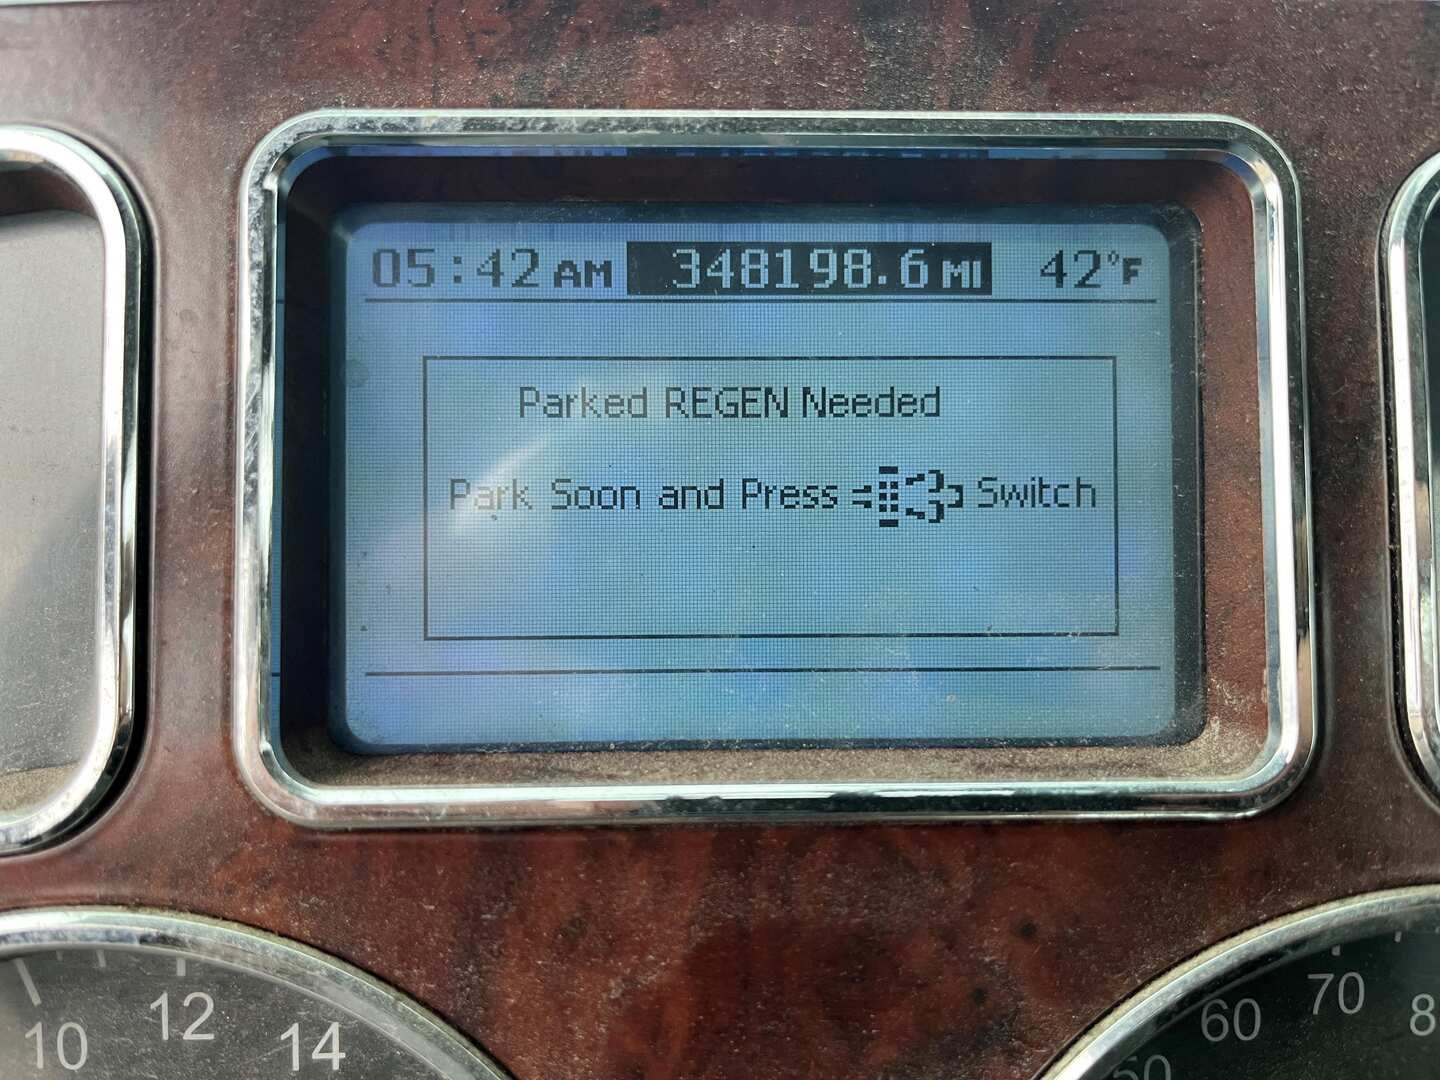 05:42 AM 348198.6 MI 42°F
Parked REGEN Needed
Park Soon and Press Switch
10 12 14
50 60 70